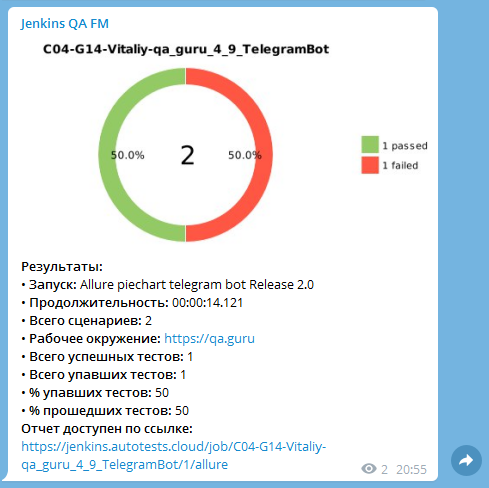 Jenkins QA FM
C04-G14-Vitaliy-qa_guru_4_9_TelegramBot
50.0% 2 50.0%
1 passed
1 failed
Результаты:
• Запуск: Allure piechart telegram bot Release 2.0
• Продолжительность: 00:00:14.121
• Всего сценариев: 2
• Рабочее окружение: https://qa.guru
• Всего успешных тестов: 1
• Всего упавших тестов: 1
• % упавших тестов: 50
• % прошедших тестов: 50
Отчет доступен по ссылке:
https://jenkins.autotests.cloud/job/C04-G14-Vitaliy-
qa_guru_4_9_TelegramBot/1/allure
2 20:55